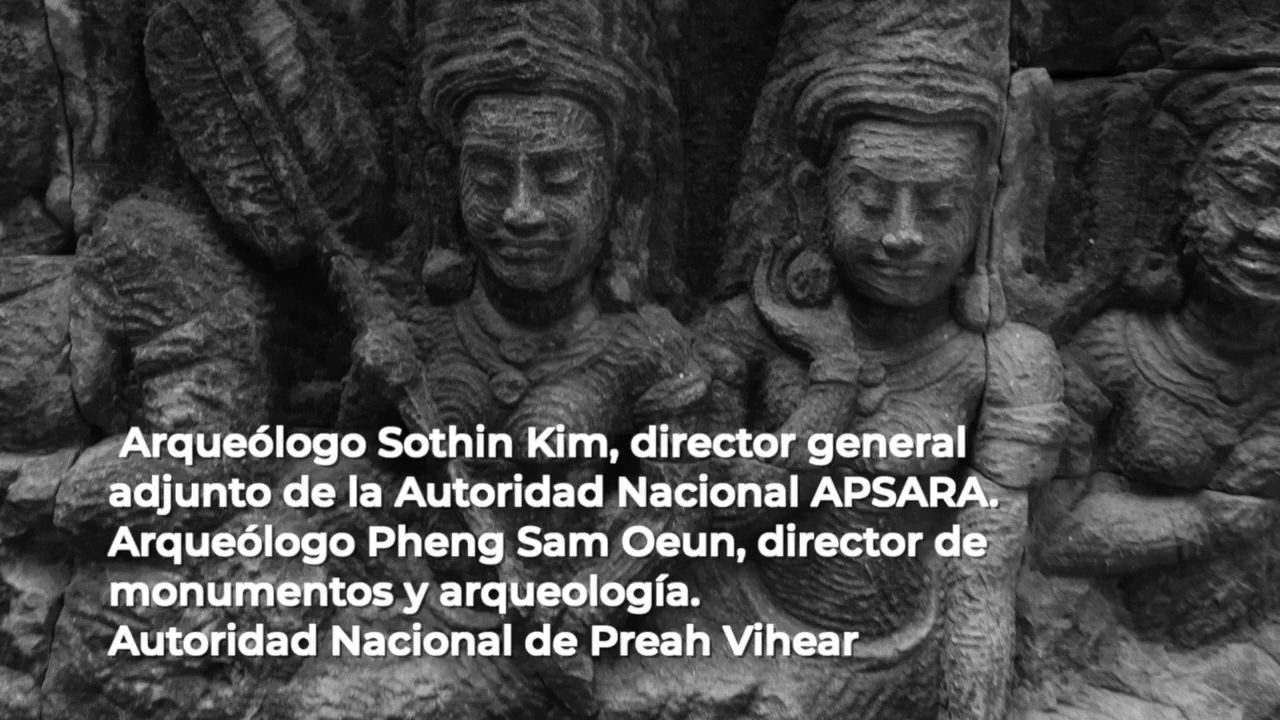 Arqueólogo Sothin Kim, director general
adjunto de la Autoridad Nacional APSARA.
Arqueólogo Pheng Sam Oeun, director de
monumentos y arqueología.
Autoridad Nacional de Preah Vihear